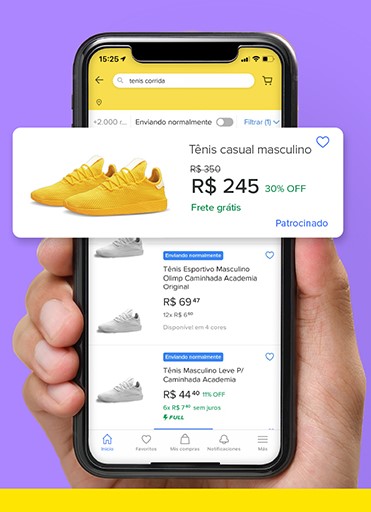 15:25
tenis corrida
+2.000 r...
Enviando normalmente
Filtrar (1)
Tênis casual masculino
R$ 350
R$ 245 30% OFF
Frete grátis
Patrocinado
Enviando normalmente
Tênis Esportivo Masculino
Olimp Caminhada Academia
Original
R$ 69 47
12x R$ 6
Disponível em 4 cores
Enviando normalmente
Tênis Masculino Leve P/
Caminhada Academia
R$ 44 40 11% OFF
6x R$ 7 40 sem juros
FULL
Início
Favoritos
Mis compras
Notificaciones
Más